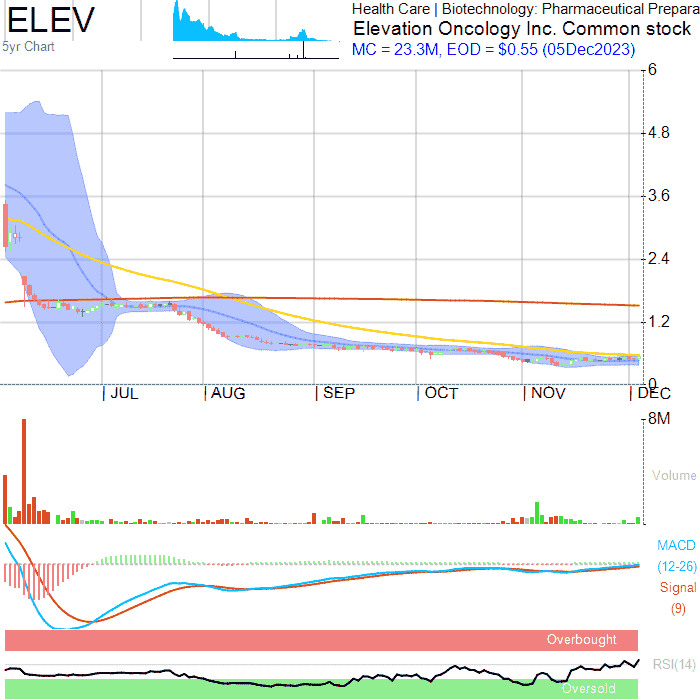 ELEV
5yr Chart
Health Care | Biotechnology: Pharmaceutical Prepara
Elevation Oncology Inc. Common stock
MC = 23.3M, EOD = $0.55 (05Dec2023)
6
4.8
3.6
2.4
1.2
0
| JUL | AUG | SEP | OCT | NOV | DEC
8M
Volume
MACD
(12-26)
Signal
(9)
Overbought
RSI(14)
Oversold